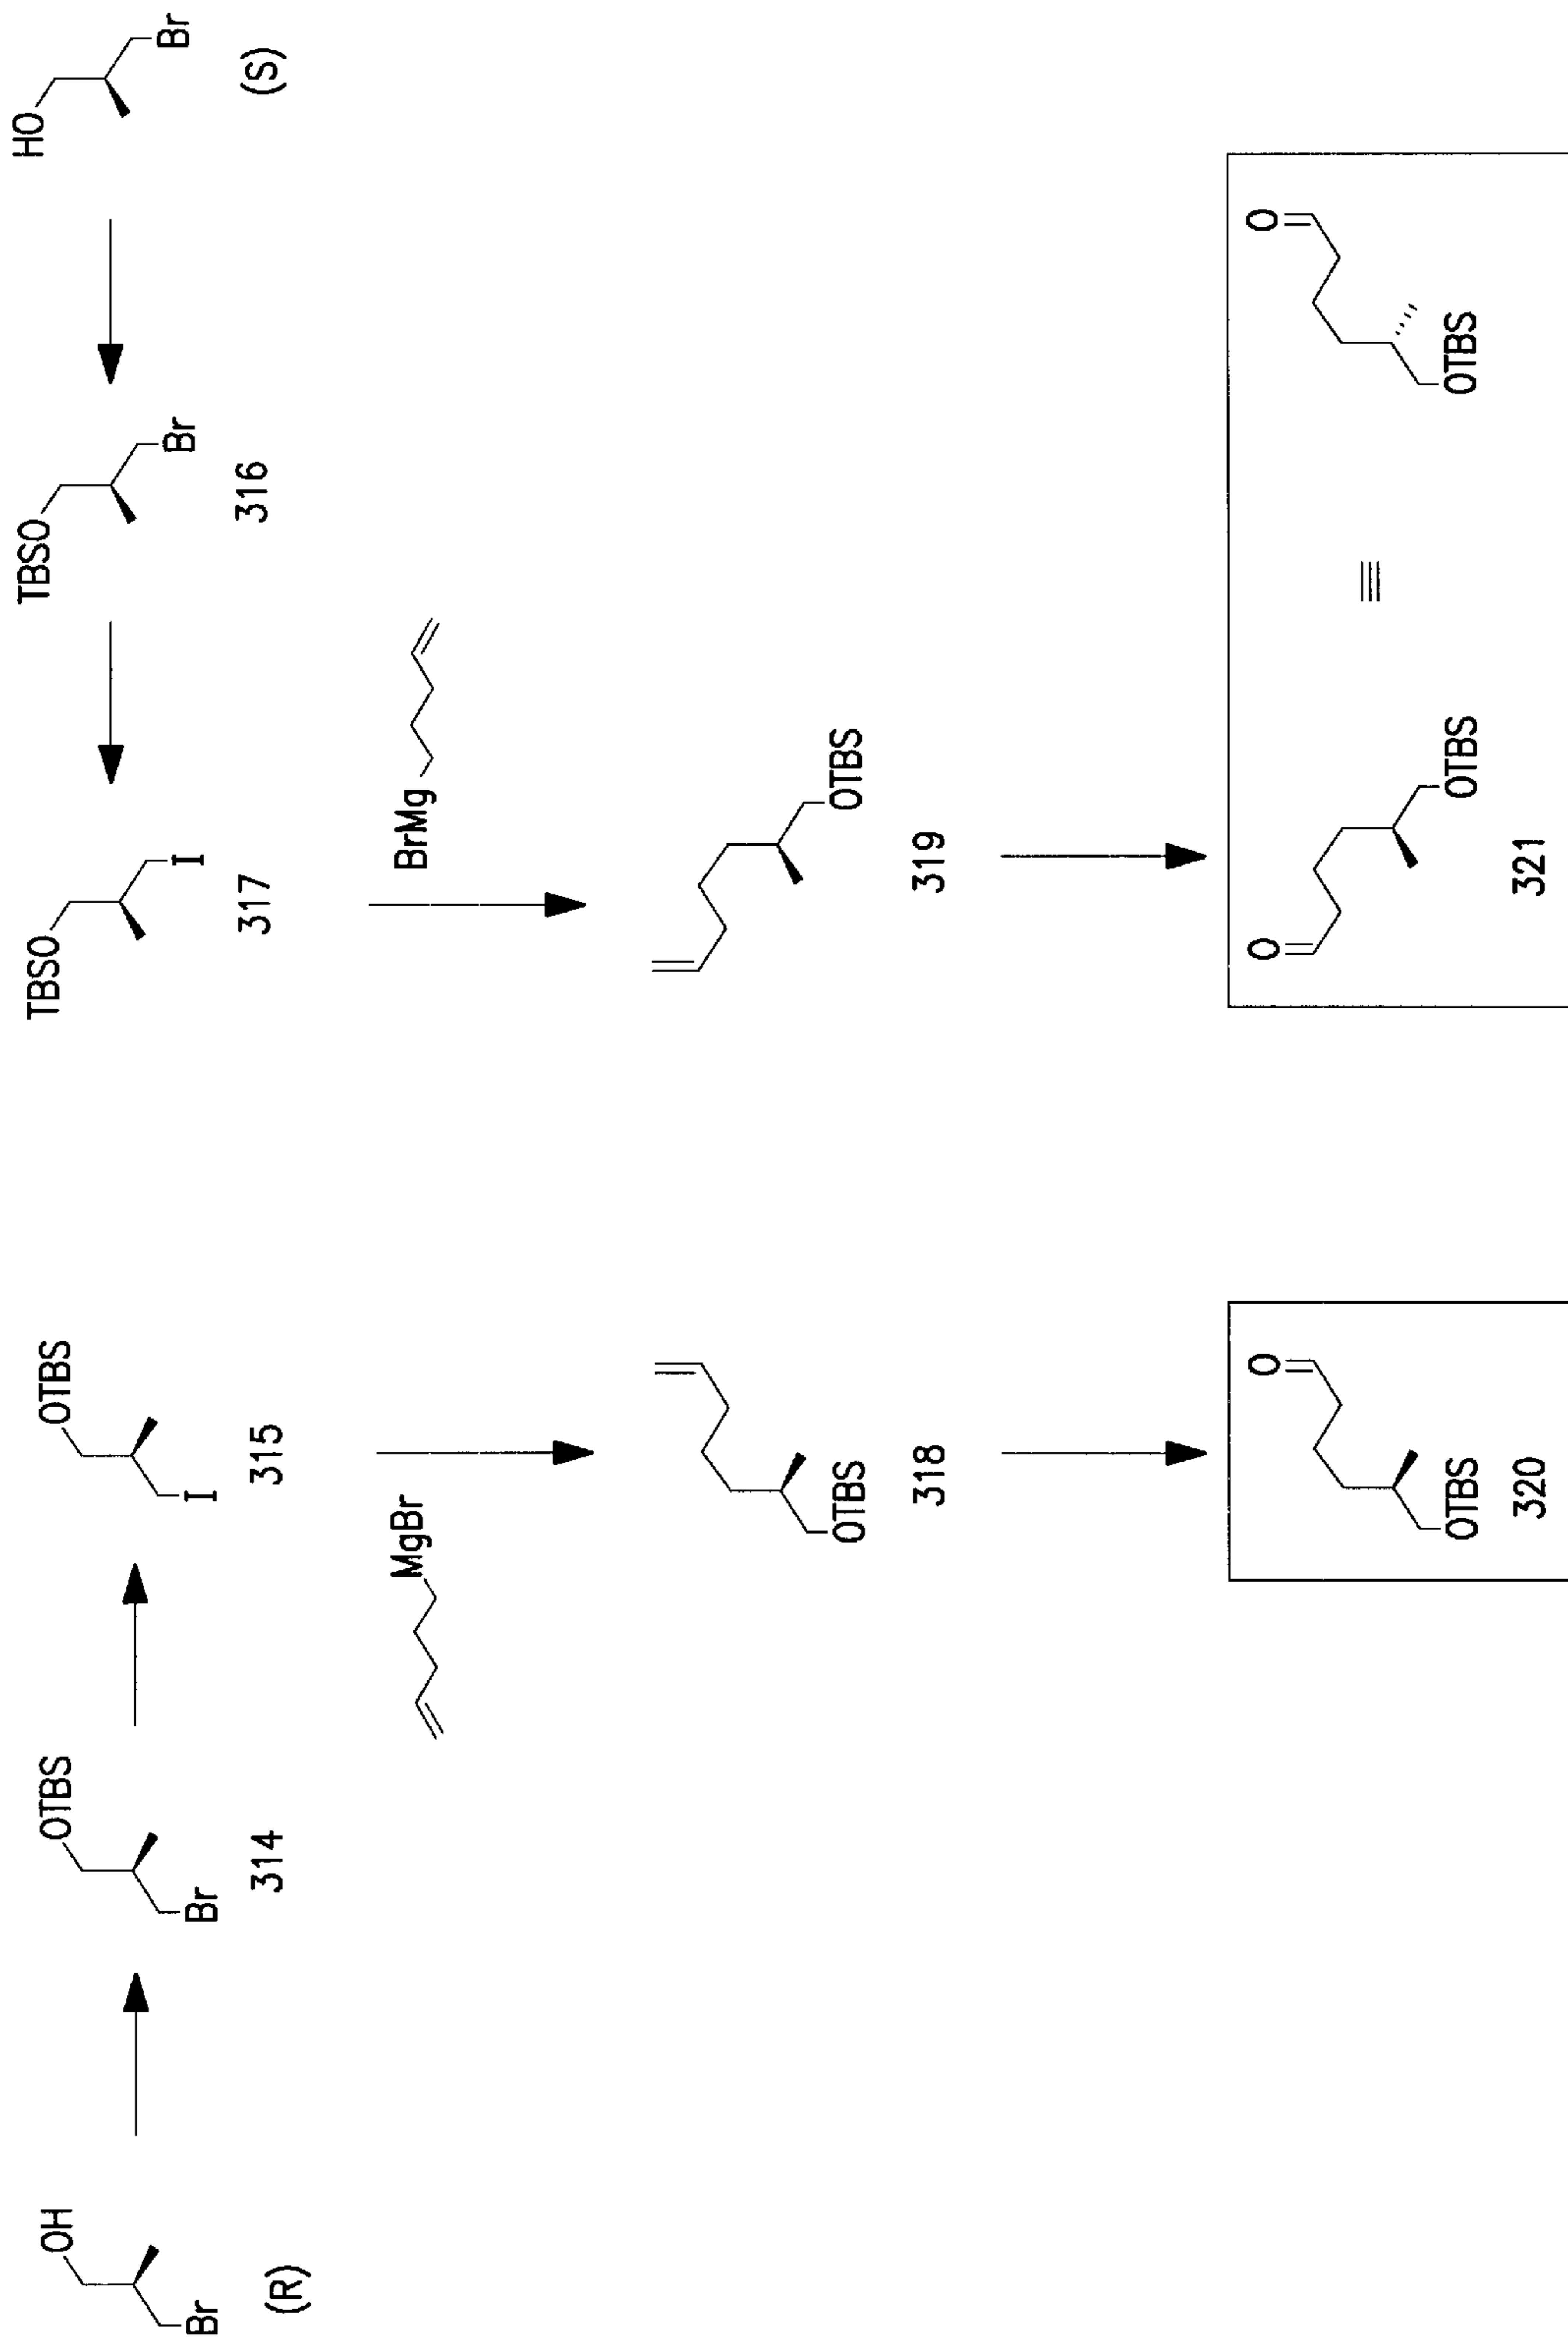 OH
Br
(R)
OTBS
Br
314
OTBS
I
315
TBSO
I
317
TBSO
Br
316
HO
Br
(S)
MgBr
BrMg
OTBS
318
OTBS
319
O
OTBS
320
O
OTBS
321
O
OTBS